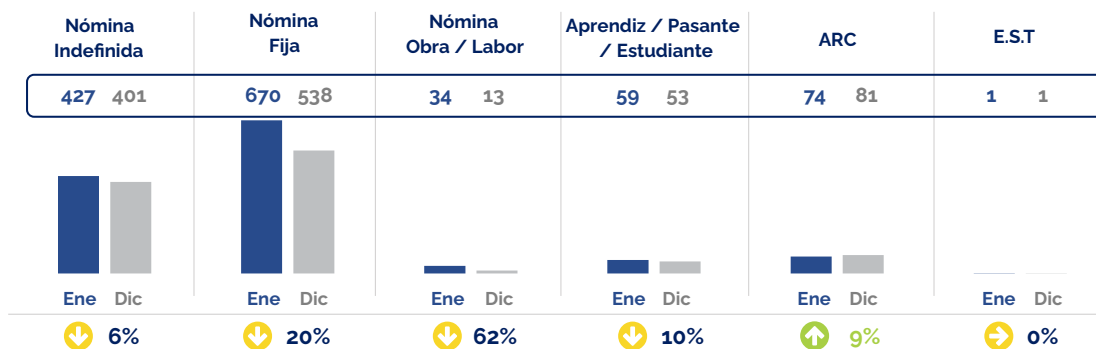 Nómina
Indefinida
Nómina
Fija
Nómina
Obra / Labor
Aprendiz / Pasante
/ Estudiante
ARC
E.S.T
427 401 670 538 34 13 59 53 74 81 1 1
Ene Dic Ene Dic Ene Dic Ene Dic Ene Dic Ene Dic
6% 20% 62% 10% 9% 0%